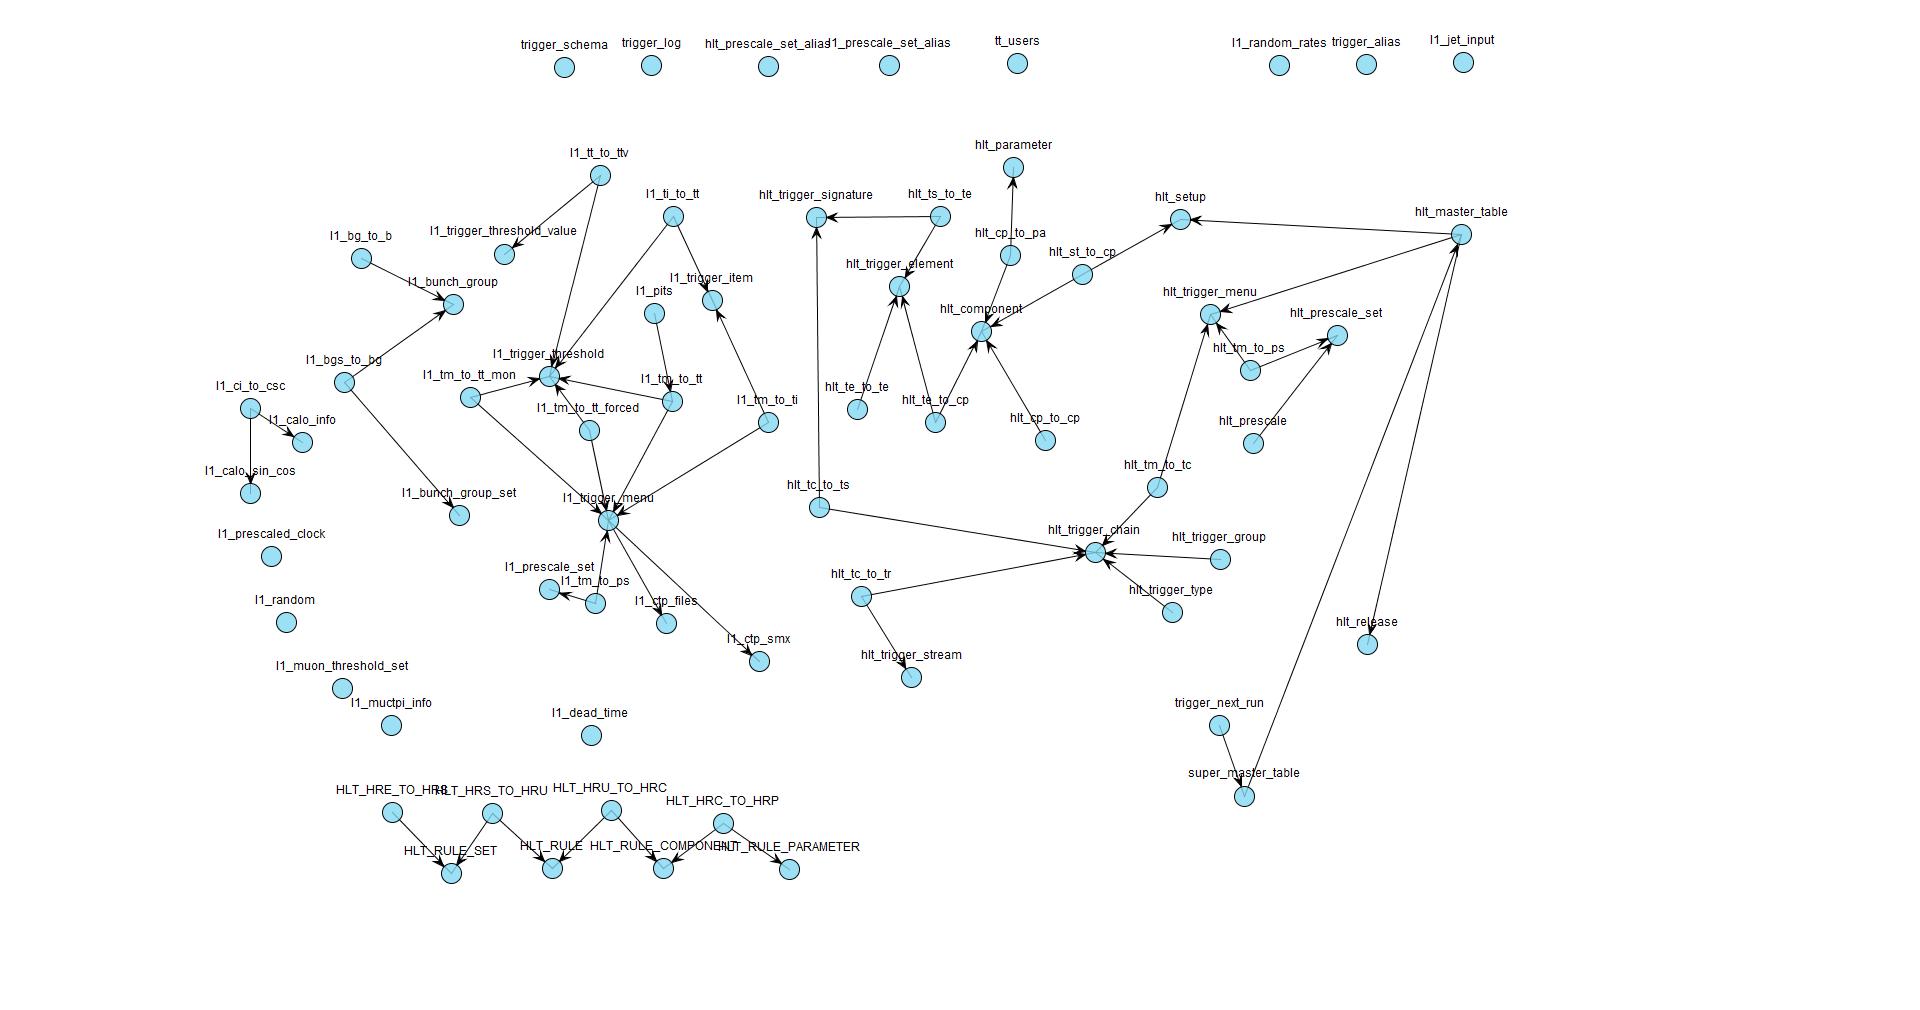 trigger_schema
trigger_log
hlt_prescale_set_alias
l1_prescale_set_alias
tt_users
l1_random_rates
trigger_alias
l1_jet_input
l1_tt_to_ttv
hlt_parameter
l1_ti_to_tt
hlt_trigger_signature
hlt_ts_to_te
hlt_setup
hlt_master_table
l1_bg_to_b
l1_trigger_threshold_value
hlt_cp_to_pa
hlt_st_to_cp
hlt_trigger_element
l1_bunch_group
l1_trigger_item
l1_pits
hlt_trigger_menu
hlt_component
hlt_prescale_set
l1_bgs_to_bg
l1_trigger_threshold
hlt_tm_to_ps
l1_ci_to_csc
l1_tm_to_tt_mon
l1_tm_to_tt
hlt_te_to_te
l1_tm_to_tt_forced
l1_tm_to_ti
hlt_te_to_cp
l1_calo_info
hlt_cp_to_cp
hlt_prescale
l1_calo_sin_cos
hlt_tm_to_tc
l1_bunch_group_set
l1_trigger_menu
hlt_tc_to_ts
l1_prescaled_clock
hlt_trigger_chain
hlt_trigger_group
l1_prescale_set
l1_tm_to_ps
hlt_tc_to_tr
hlt_trigger_type
l1_random
l1_ctp_files
hlt_release
l1_ctp_smx
hlt_trigger_stream
l1_muon_threshold_set
l1_muctpi_info
l1_dead_time
trigger_next_run
super_master_table
HLT_HRE_TO_HRS
HLT_HRS_TO_HRU
HLT_HRU_TO_HRC
HLT_HRC_TO_HRP
HLT_RULE_SET
HLT_RULE
HLT_RULE_COMPONENT
HLT_RULE_PARAMETER